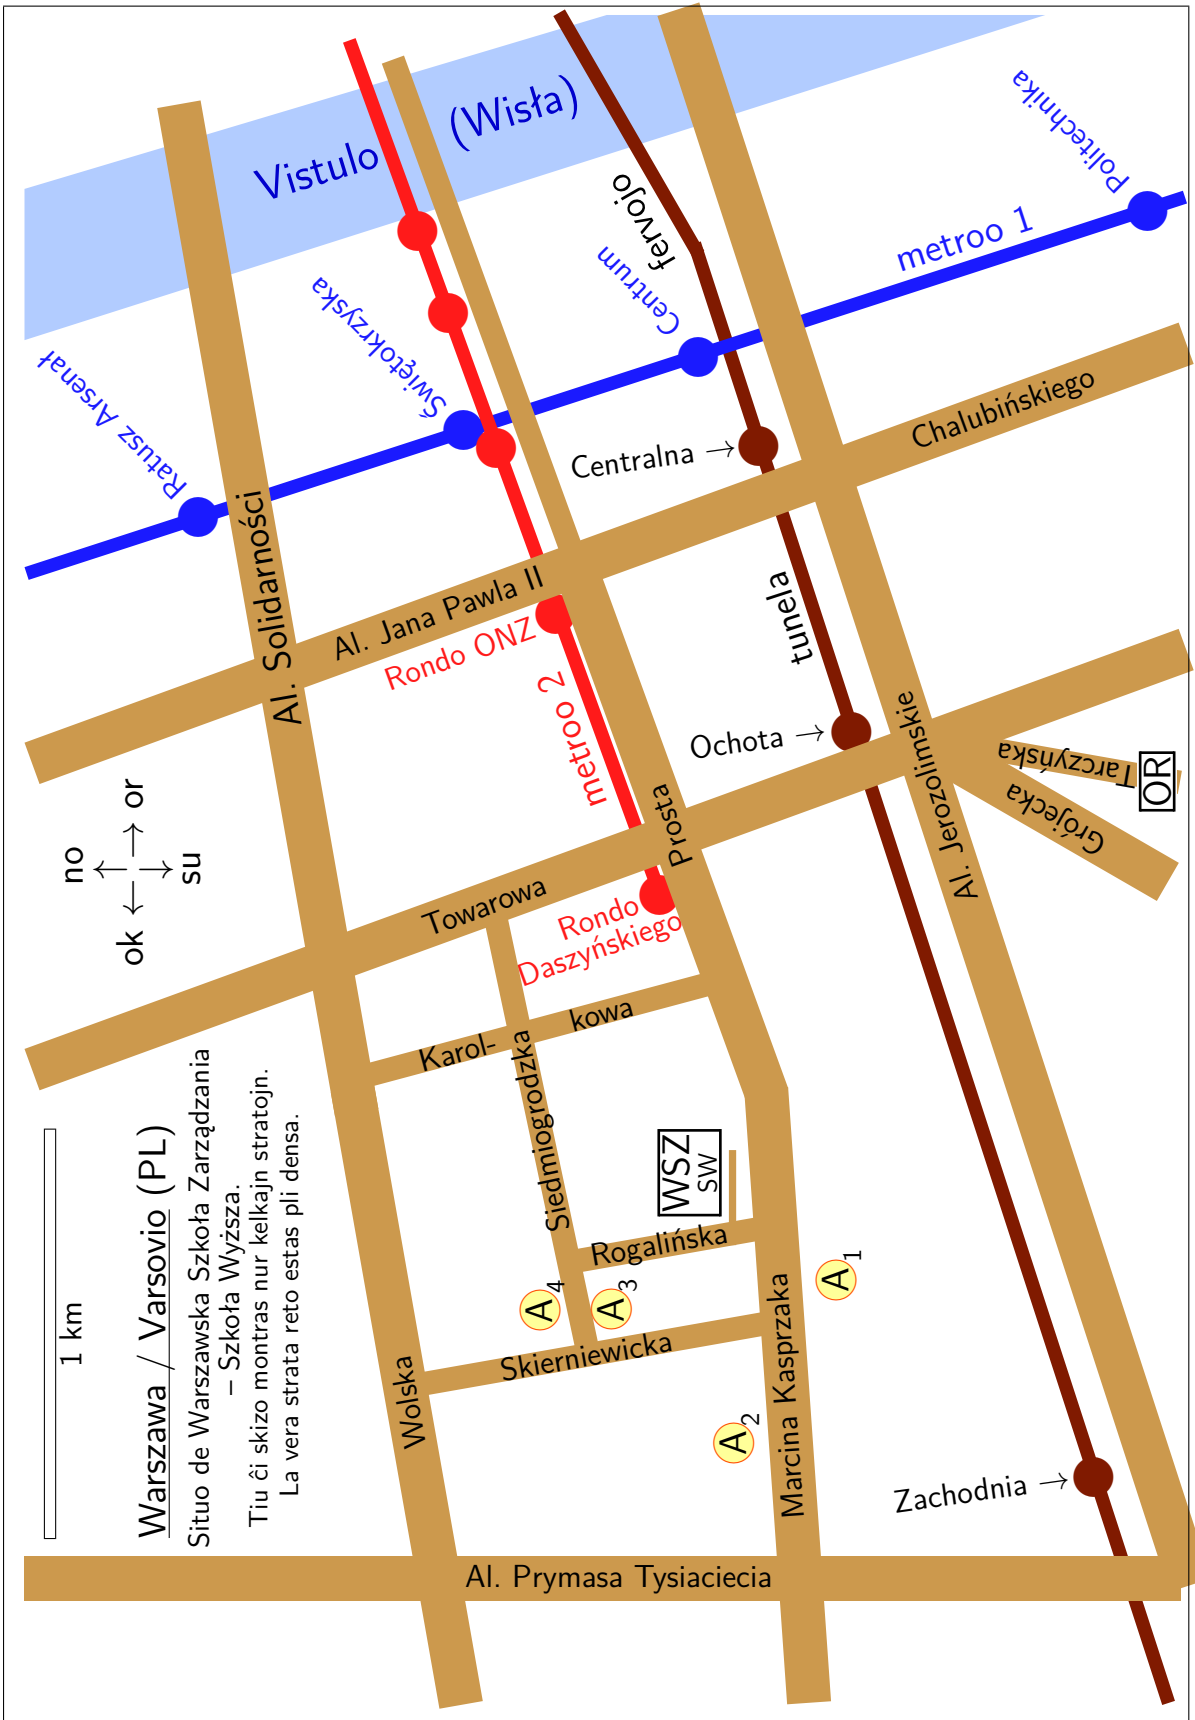 Warszawa / Varsovio (PL)
Situo de Warszawska Szkoła Zarządzania
– Szkoła Wyższa.
Tiu ĉi skizo montras nur kelkajn stratojn.
La vera strata reto estas pli densa.
1 km
no
ok ← → or
su
Vistulo
(Wisła)
Ratusz Arsenał
Świętokrzyska
Centrum
Politechnika
metroo 1
fervojo
tunela
Centralna →
Ochota →
Zachodnia →
Rondo ONZ
metroo 2
Rondo
Daszyńskiego
Al. Solidarności
Al. Jana Pawla II
Chalubińskiego
Towarowa
Prosta
Al. Jerozolimskie
Tarczyńska
Grójecka
OR
Karol-
kowa
Siedmiogrodzka
WSZ
SW
Rogalińska
Skierniewicka
Wolska
Marcina Kasprzaka
Al. Prymasa Tysiaciecia
A 4
A 3
A 1
A 2